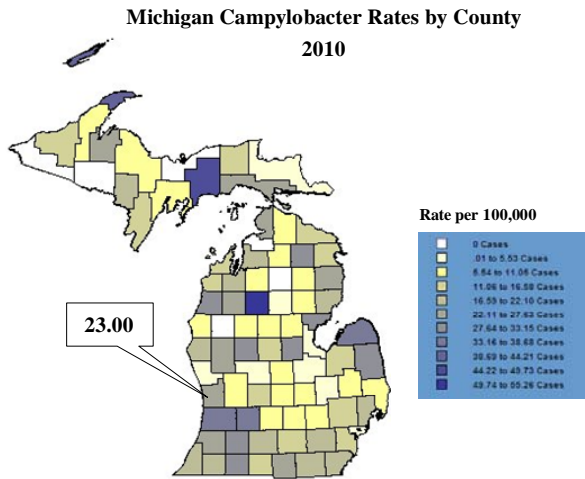 Michigan Campylobacter Rates by County
2010
Rate per 100,000
0 Cases
.01 to 5.53 Cases
5.54 to 11.05 Cases
11.06 to 16.58 Cases
16.59 to 22.10 Cases
22.11 to 27.63 Cases
27.64 to 33.15 Cases
33.16 to 38.68 Cases
38.69 to 44.21 Cases
44.22 to 49.73 Cases
49.74 to 55.26 Cases
23.00